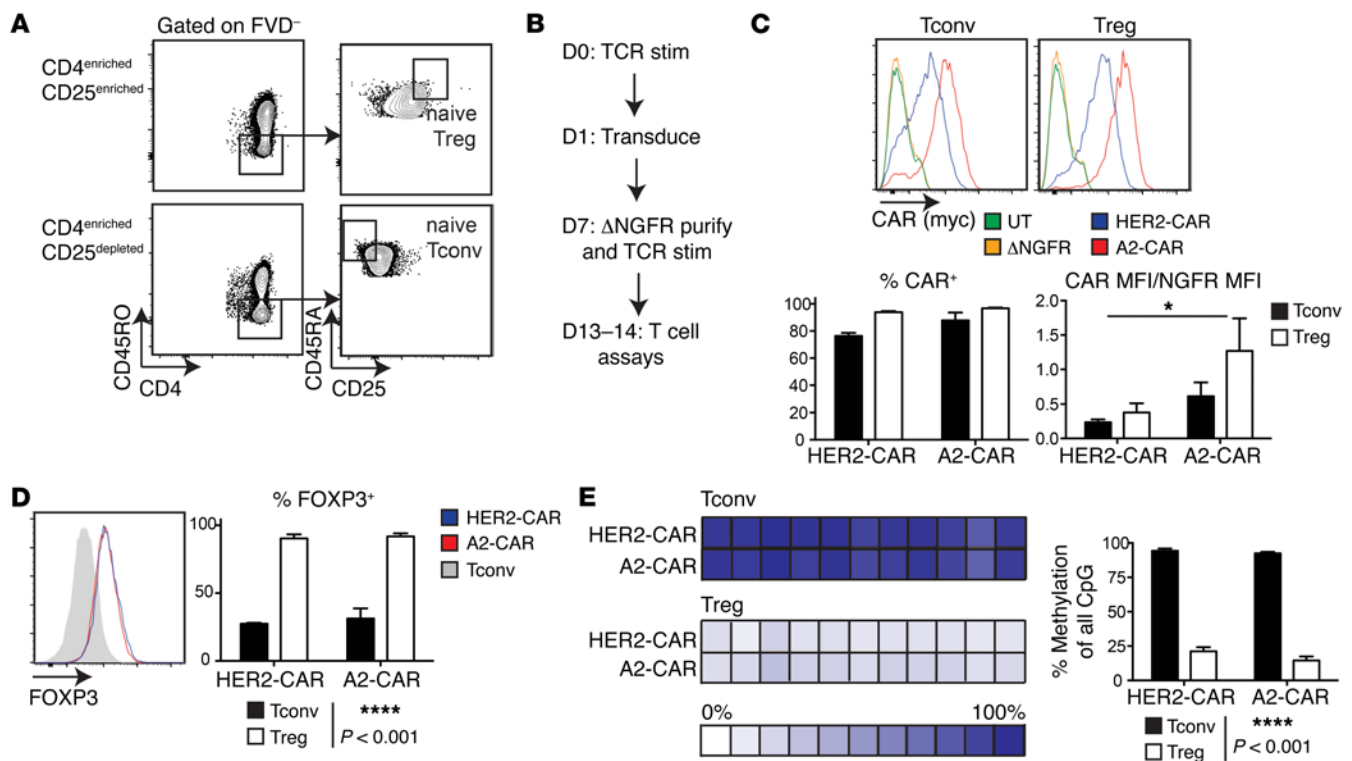 A
Gated on FVD⁻
CD4enriched
CD25enriched
naive
Treg
CD4enriched
CD25depleted
naive
Tconv
CD45RO
CD4
CD45RA
CD25
B
D0: TCR stim
D1: Transduce
D7: ΔNGFR purify
and TCR stim
D13–14: T cell
assays
C
Tconv
Treg
CAR (myc)
UT
HER2-CAR
ΔNGFR
A2-CAR
% CAR⁺
100
80
60
40
20
0
HER2-CAR
A2-CAR
CAR MFI/NGFR MFI
2.0
1.5
1.0
0.5
0.0
*
HER2-CAR
A2-CAR
Tconv
Treg
D
FOXP3
% FOXP3⁺
100
50
0
HER2-CAR
A2-CAR
HER2-CAR
A2-CAR
Tconv
Tconv
Treg
****
P < 0.001
E
Tconv
HER2-CAR
A2-CAR
Treg
HER2-CAR
A2-CAR
0%
100%
% Methylation
of all CpG
100
75
50
25
0
HER2-CAR
A2-CAR
Tconv
Treg
****
P < 0.001